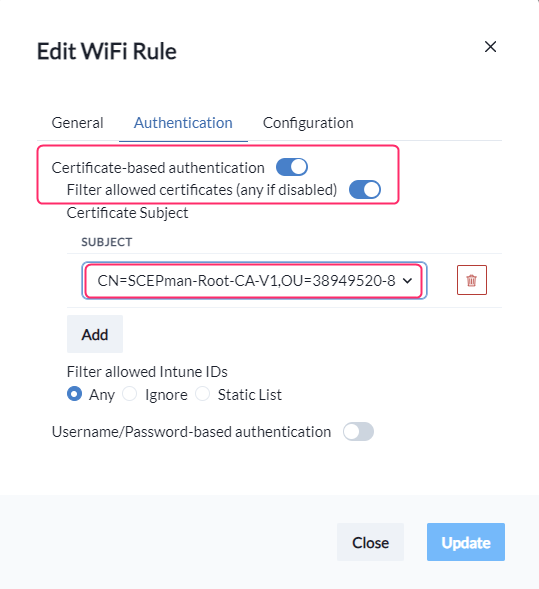 Edit WiFi Rule
General Authentication Configuration
Certificate-based authentication
Filter allowed certificates (any if disabled)
Certificate Subject
SUBJECT
CN=SCEPman-Root-CA-V1,OU=38949520-8
Add
Filter allowed Intune IDs
Any Ignore Static List
Username/Password-based authentication
Close Update